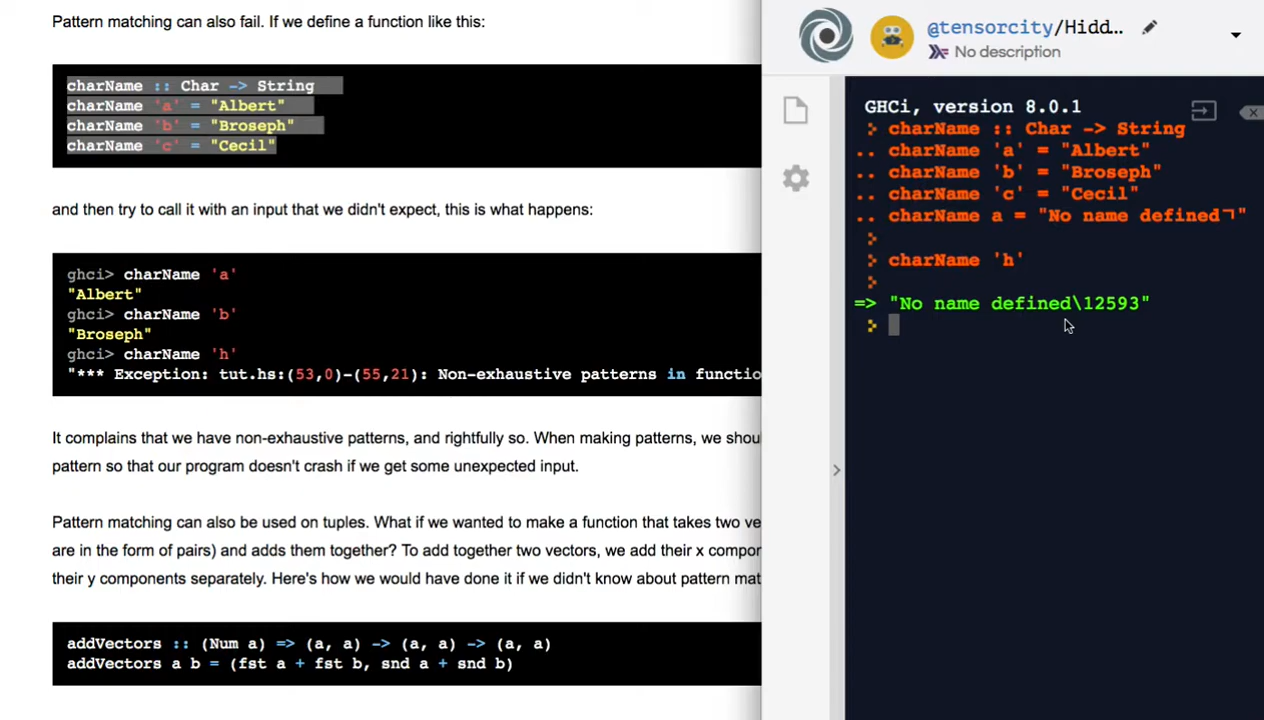 Pattern matching can also fail. If we define a function like this:
charName :: Char -> String
charName 'a' = "Albert"
charName 'b' = "Broseph"
charName 'c' = "Cecil"
and then try to call it with an input that we didn't expect, this is what happens:
ghci> charName 'a'
"Albert"
ghci> charName 'b'
"Broseph"
ghci> charName 'h'
"*** Exception: tut.hs:(53,0)-(55,21): Non-exhaustive patterns in functio
It complains that we have non-exhaustive patterns, and rightfully so. When making patterns, we shou
pattern so that our program doesn't crash if we get some unexpected input.
Pattern matching can also be used on tuples. What if we wanted to make a function that takes two ve
are in the form of pairs) and adds them together? To add together two vectors, we add their x compor
their y components separately. Here's how we would have done it if we didn't know about pattern mat
addVectors :: (Num a) => (a, a) -> (a, a) -> (a, a)
addVectors a b = (fst a + fst b, snd a + snd b)
@tensorcity/Hidd...
No description
GHCi, version 8.0.1
> charName :: Char -> String
.. charName 'a' = "Albert"
.. charName 'b' = "Broseph"
.. charName 'c' = "Cecil"
.. charName a = "No name definedㄱ"
>
> charName 'h'
>
=> "No name defined\12593"
>